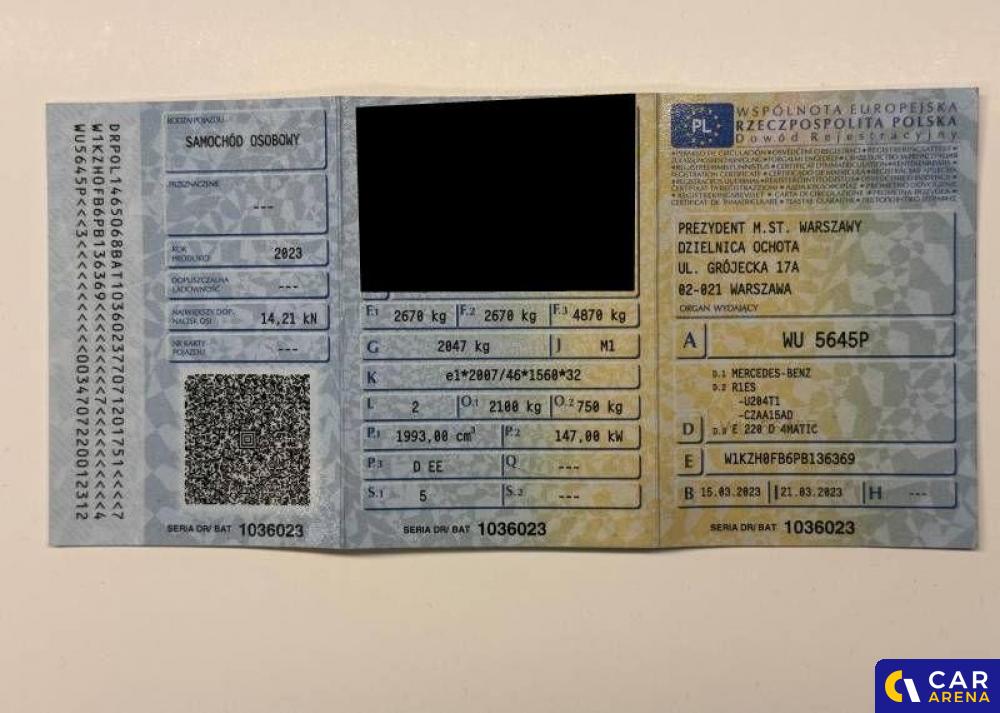 DRPOL1465068BAT1036023770712017S1<<<<7
W1KZH0FB6PB136369<<<<<<<<<7<<<<<<<<<<4
WU5645P<<<3<<<<<<<<<<<<003470722001231 2
RODZAJ POJAZDU
SAMOCHÓD OSOBOWY
PRZEZNACZENIE
---
ROK PRODUKCJI
2023
DOPUSZCZALNA ŁADOWNOŚĆ
---
NAJWIĘKSZY DOP. NACISK OSI
14,21 kN
NR KARTY POJAZDU
---
SERIA DR/ BAT 1036023
F.1 2670 kg F.2 2670 kg F.3 4870 kg
G 2047 kg J M1
K e1*2007/46*1560*32
L 2 O.1 2100 kg O.2 750 kg
P.1 1993,00 cm³ P.2 147,00 kW
P.3 D EE Q ---
S.1 5 S.2 ---
SERIA DR/ BAT 1036023
PL
WSPÓLNOTA EUROPEJSKA
RZECZPOSPOLITA POLSKA
Dowód Rejestracyjny
PREZYDENT M.ST. WARSZAWY
DZIELNICA OCHOTA
UL. GRÓJECKA 17A
02-021 WARSZAWA
ORGAN WYDAJĄCY
A WU 5645P
D.1 MERCEDES-BENZ
D.2 R1ES
-U204T1
-CZAA15AD
D D.3 E 220 D 4MATIC
E W1KZH0FB6PB136369
B 15.03.2023 I 21.03.2023 H ---
SERIA DR/ BAT 1036023
CAR
ARENA